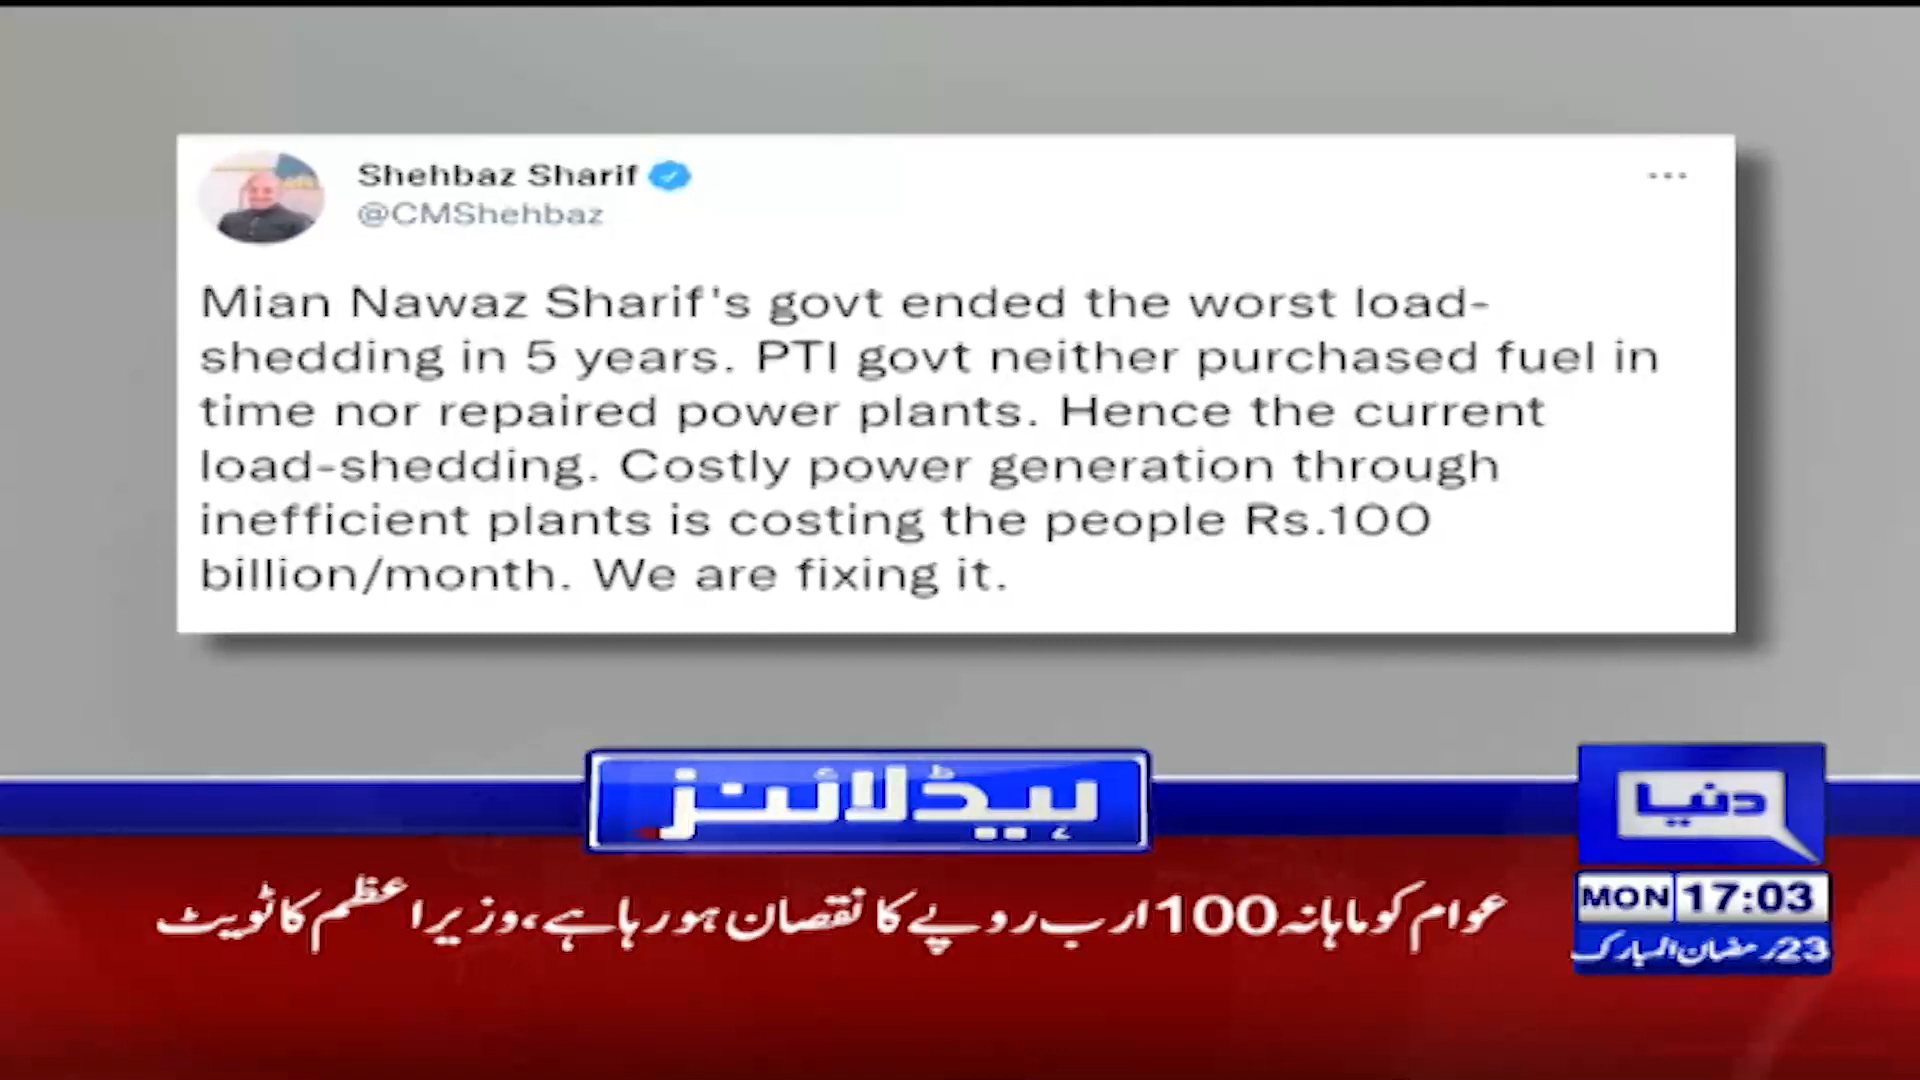 Shehbaz Sharif
@CMShehbaz
Mian Nawaz Sharif's govt ended the worst load-
shedding in 5 years. PTI govt neither purchased fuel in
time nor repaired power plants. Hence the current
load-shedding. Costly power generation through
inefficient plants is costing the people Rs.100
billion/month. We are fixing it.
ہیڈلائنز
دنیا
عوام کو ماہانہ 100 ارب روپے کا نقصان ہو رہا ہے، وزیراعظم کا ٹویٹ
MON 17:03
23 رمضان المبارک